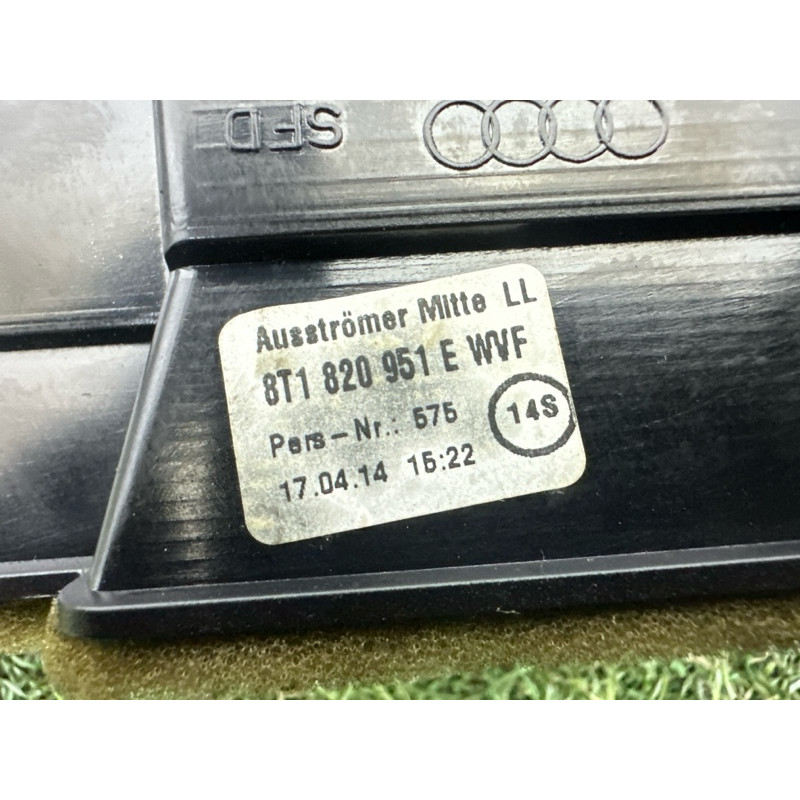 SFD
Ausströmer Mitte LL
8T1 820 951 E WVF
Pers-Nr.: 575
14S
17.04.14 15:22